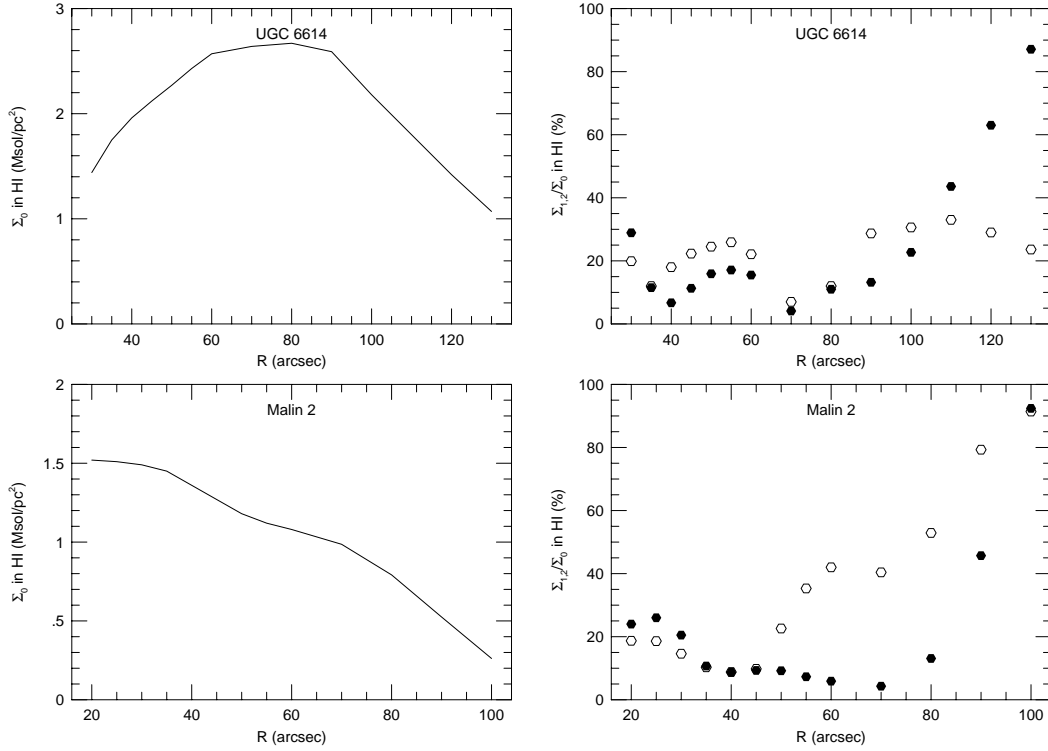 UGC 6614
3
2
1
0
Σ₀ in HI (Msol/pc²)
40 60 80 100 120
R (arcsec)
UGC 6614
100
80
60
40
20
0
Σ₁,₂/Σ₀ in HI (%)
40 60 80 100 120
R (arcsec)
Malin 2
2
1.5
1
.5
0
Σ₀ in HI (Msol/pc²)
20 40 60 80 100
R (arcsec)
Malin 2
100
80
60
40
20
0
Σ₁,₂/Σ₀ in HI (%)
20 40 60 80 100
R (arcsec)